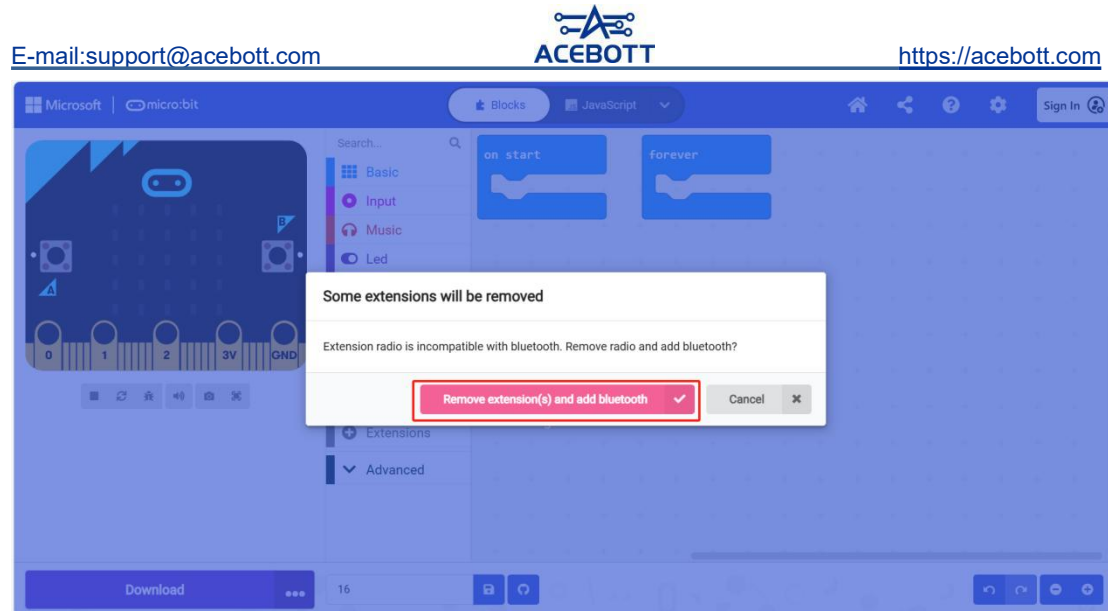 E-mail:support@acebott.com
ACEBOTT
https://acebott.com
Microsoft | micro:bit
Blocks
JavaScript
Sign In
Search...
Basic
Input
Music
Led
on start
forever
B
A
0 1 2 3V GND
Some extensions will be removed
Extension radio is incompatible with bluetooth. Remove radio and add bluetooth?
Remove extension(s) and add bluetooth
Cancel
Extensions
Advanced
Download
16